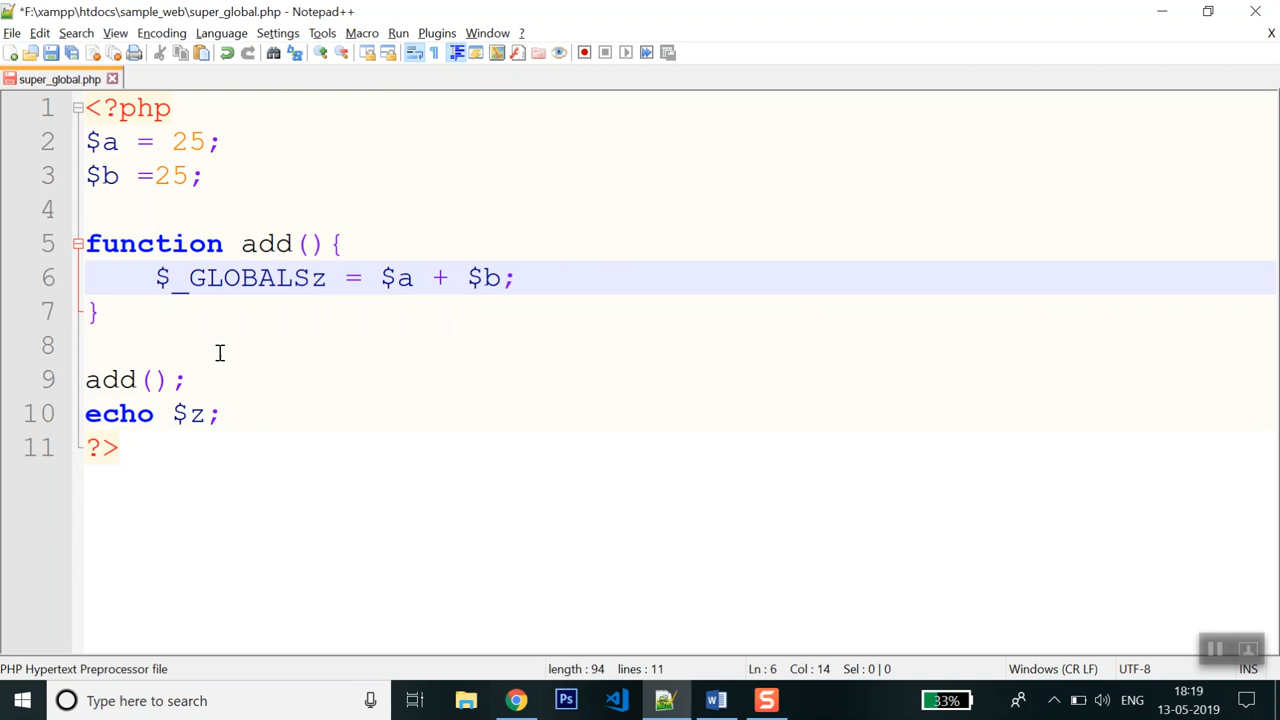 *F:\xampp\htdocs\sample_web\super_global.php - Notepad++
File Edit Search View Encoding Language Settings Tools Macro Run Plugins Window ? X
super_global.php
1 <?php
2 $a = 25;
3 $b =25;
4
5 function add(){
6 $_GLOBALSz = $a + $b;
7 }
8
9 add();
10 echo $z;
11 ?>
PHP Hypertext Preprocessor file length : 94 lines : 11 Ln : 6 Col : 14 Sel : 0 | 0 Windows (CR LF) UTF-8 INS
Type here to search Ps S 33% ENG 18:19
13-05-2019